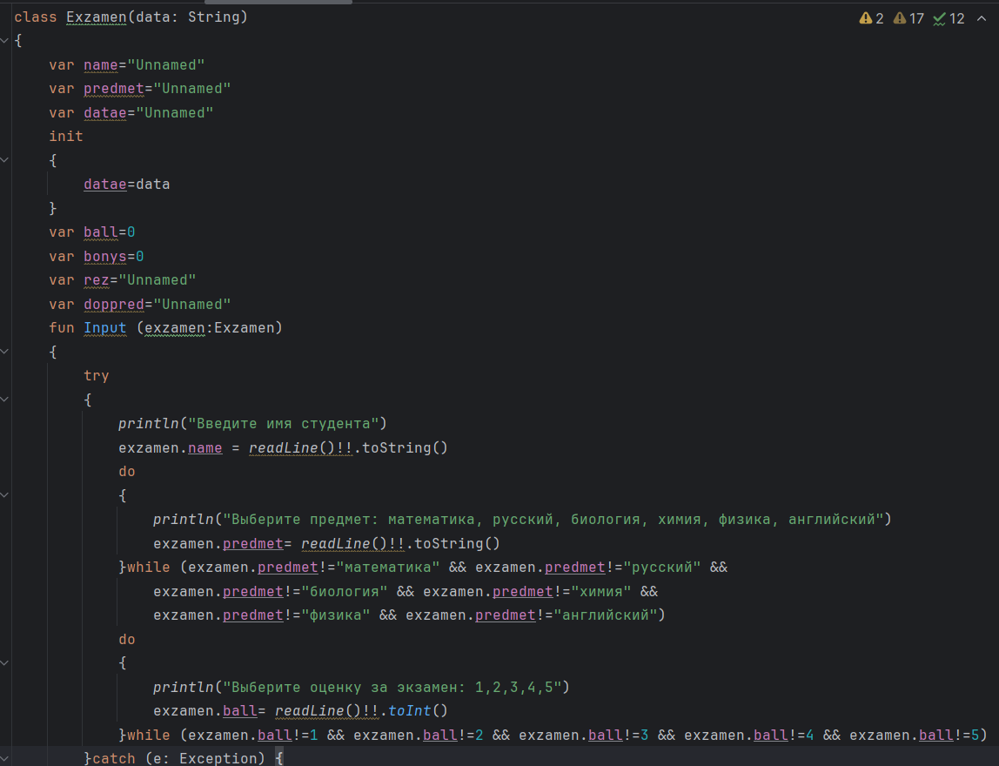 class Exzamen(data: String)
2 17 12
{
    var name="Unnamed"
    var predmet="Unnamed"
    var datae="Unnamed"
    init
    {
        datae=data
    }
    var ball=0
    var bonys=0
    var rez="Unnamed"
    var doppred="Unnamed"
    fun Input (exzamen:Exzamen)
    {
        try
        {
            println("Введите имя студента")
            exzamen.name = readLine()!!.toString()
            do
            {
                println("Выберите предмет: математика, русский, биология, химия, физика, английский")
                exzamen.predmet= readLine()!!.toString()
            }while (exzamen.predmet!="математика" && exzamen.predmet!="русский" &&
                exzamen.predmet!="биология" && exzamen.predmet!="химия" &&
                exzamen.predmet!="физика" && exzamen.predmet!="английский")
            do
            {
                println("Выберите оценку за экзамен: 1,2,3,4,5")
                exzamen.ball= readLine()!!.toInt()
            }while (exzamen.ball!=1 && exzamen.ball!=2 && exzamen.ball!=3 && exzamen.ball!=4 && exzamen.ball!=5)
        }catch (e: Exception) {